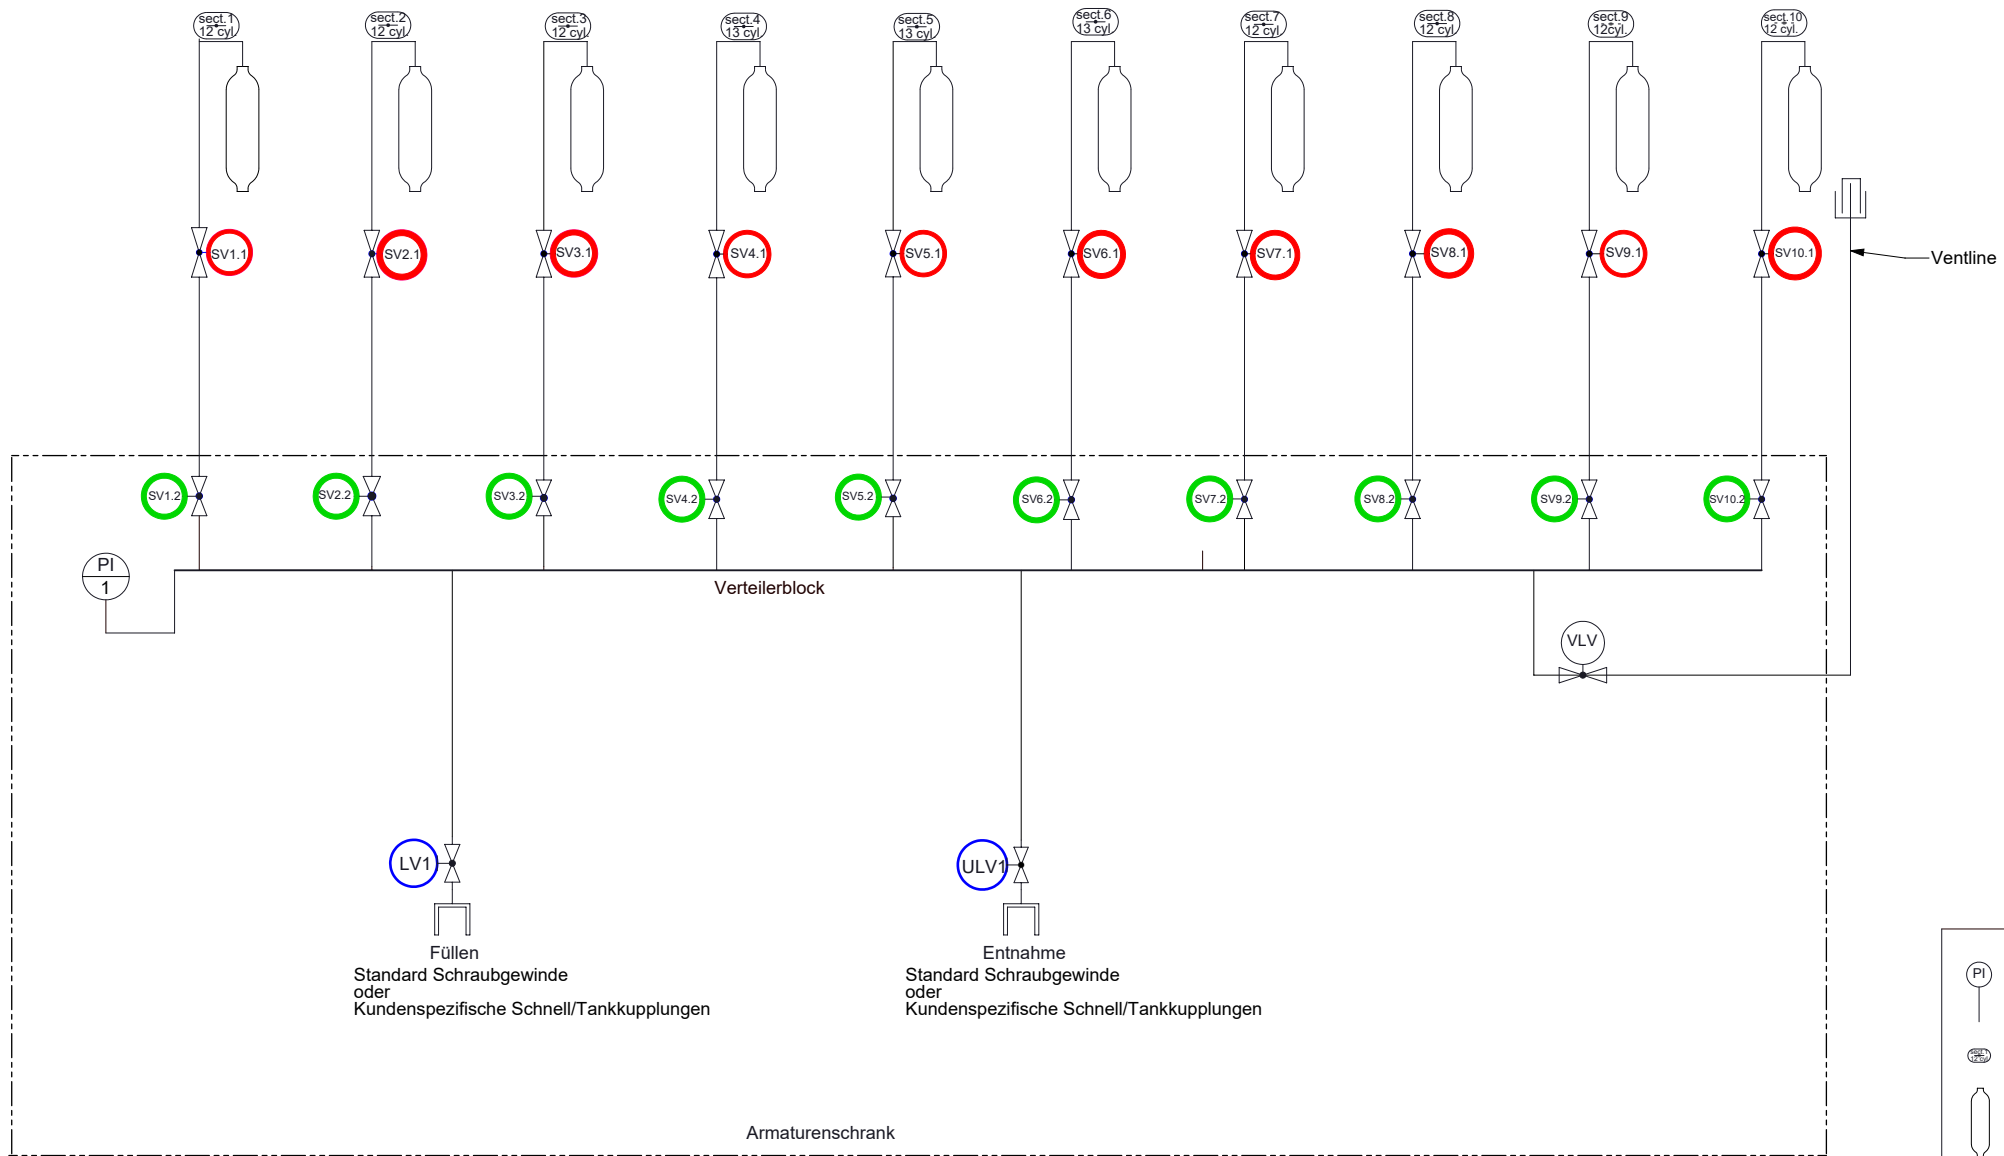 sect.1
12 cyl
sect.2
12 cyl.
sect.3
12 cyl.
sect.4
13 cyl
sect.5
13 cyl
sect.6
13 cyl
sect.7
12 cyl
sect.8
12 cyl
sect.9
12cyl.
sect.10
12 cyl.
SV1.1
SV2.1
SV3.1
SV4.1
SV5.1
SV6.1
SV7.1
SV8.1
SV9.1
SV10.1
Ventline
SV1.2
SV2.2
SV3.2
SV4.2
SV5.2
SV6.2
SV7.2
SV8.2
SV9.2
SV10.2
PI
1
Verteilerblock
VLV
LV1
ULV1
Füllen
Standard Schraubgewinde
oder
Kundenspezifische Schnell/Tankkupplungen
Entnahme
Standard Schraubgewinde
oder
Kundenspezifische Schnell/Tankkupplungen
PI
sect.1
12 cyl
Armaturenschrank